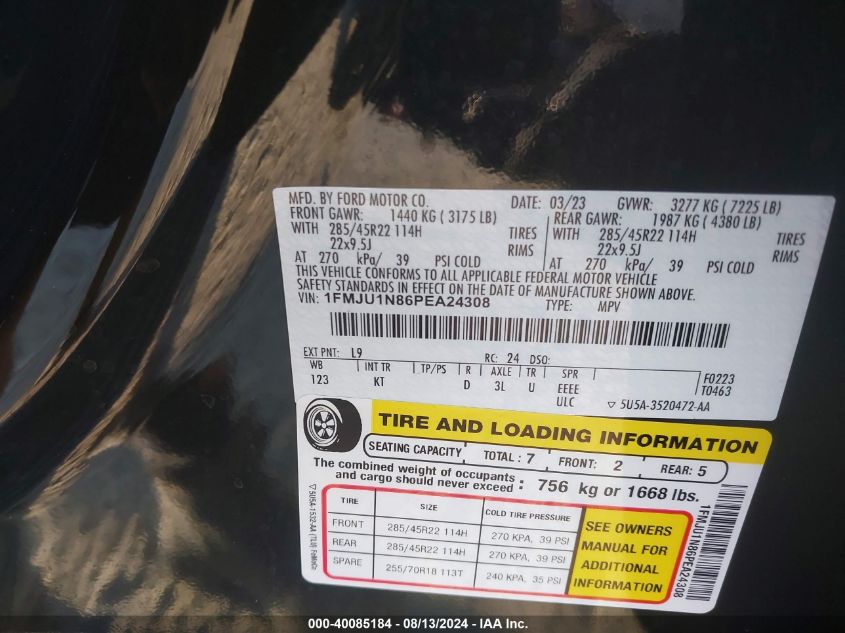 MFD. BY FORD MOTOR CO. DATE: 03/23 GVWR: 3277 KG ( 7225 LB)
FRONT GAWR: 1440 KG ( 3175 LB) REAR GAWR: 1987 KG ( 4380 LB)
WITH 285/45R22 114H TIRES WITH 285/45R22 114H TIRES
22x9.5J RIMS 22x9.5J RIMS
AT 270 kPa/ 39 PSI COLD AT 270 kPa/ 39 PSI COLD
THIS VEHICLE CONFORMS TO ALL APPLICABLE FEDERAL MOTOR VEHICLE
SAFETY STANDARDS IN EFFECT ON THE DATE OF MANUFACTURE SHOWN ABOVE.
VIN: 1FMJU1N86PEA24308 TYPE: MPV
EXT PNT: L9 RC: 24 DSO:
WB INT TR TP/PS R AXLE TR SPR F0223
123 KT D 3L U EEEE T0463
ULC ▽ 5U5A-3520472-AA
TIRE AND LOADING INFORMATION
SEATING CAPACITY TOTAL: 7 FRONT: 2 REAR: 5
The combined weight of occupants
and cargo should never exceed : 756 kg or 1668 lbs.
TIRE SIZE COLD TIRE PRESSURE
FRONT 285/45R22 114H 270 KPA, 39 PSI
REAR 285/45R22 114H 270 KPA, 39 PSI
SPARE 255/70R18 113T 240 KPA, 35 PSI
SEE OWNERS
MANUAL FOR
ADDITIONAL
INFORMATION
▽5U5A-1532-AA (TLU) FoMoCo
1FMJU1N86PEA24308
000-40085184 - 08/13/2024 - IAA Inc.